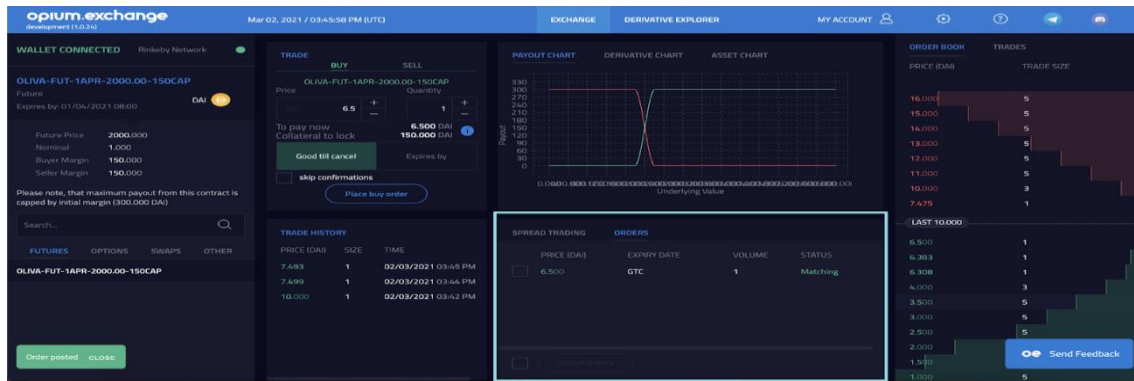 opium.exchange
development (1.0.24)
Mar 02, 2021 / 03:45:58 PM (UTC)
EXCHANGE
DERIVATIVE EXPLORER
MY ACCOUNT
WALLET CONNECTED
Rinkeby Network
OLIVA-FUT-1APR-2000.00-150CAP
Future
Expires by: 01/04/2021 08:00
DAI
Future Price 2000.000
Nominal 1.000
Buyer Margin 150.000
Seller Margin 150.000
Please note, that maximum payout from this contract is
capped by initial margin (300.000 DAI)
Search...
FUTURES OPTIONS SWAPS OTHER
OLIVA-FUT-1APR-2000.00-150CAP
Order posted CLOSE
TRADE
BUY SELL
OLIVA-FUT-1APR-2000.00-150CAP
Price Quantity
6.5 + −
1 + −
To pay now 6.500 DAI
Collateral to lock 150.000 DAI
Good till cancel Expires by
skip confirmations
Place buy order
TRADE HISTORY
PRICE (DAI) SIZE TIME
7.493 1 02/03/2021 03:45 PM
7.499 1 02/03/2021 03:44 PM
10.000 1 02/03/2021 03:42 PM
PAYOUT CHART DERIVATIVE CHART ASSET CHART
Payout
330
300
270
240
210
180
150
120
90
60
30
0
Underlying Value
SPREAD TRADING ORDERS
PRICE (DAI) EXPIRY DATE VOLUME STATUS
6.500 GTC 1 Matching
Cancel Orders
ORDER BOOK TRADES
PRICE (DAI) TRADE SIZE
16.000 5
15.000 5
14.000 5
13.000 5
12.000 5
11.000 5
10.000 3
7.475 1
LAST 10.000
6.500 1
6.383 1
6.308 1
4.000 3
3.500 5
3.000 5
2.500 5
2.000
1.500
1.000 5
Send Feedback